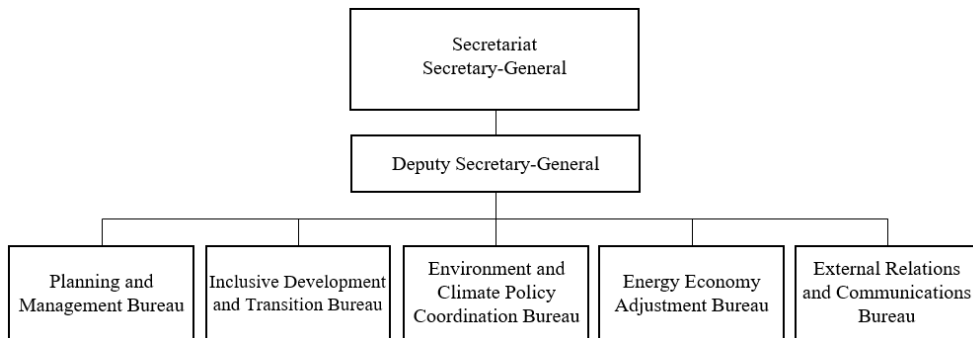 Secretariat
Secretary-General
Deputy Secretary-General
Planning and
Management Bureau
Inclusive Development
and Transition Bureau
Environment and
Climate Policy
Coordination Bureau
Energy Economy
Adjustment Bureau
External Relations
and Communications
Bureau